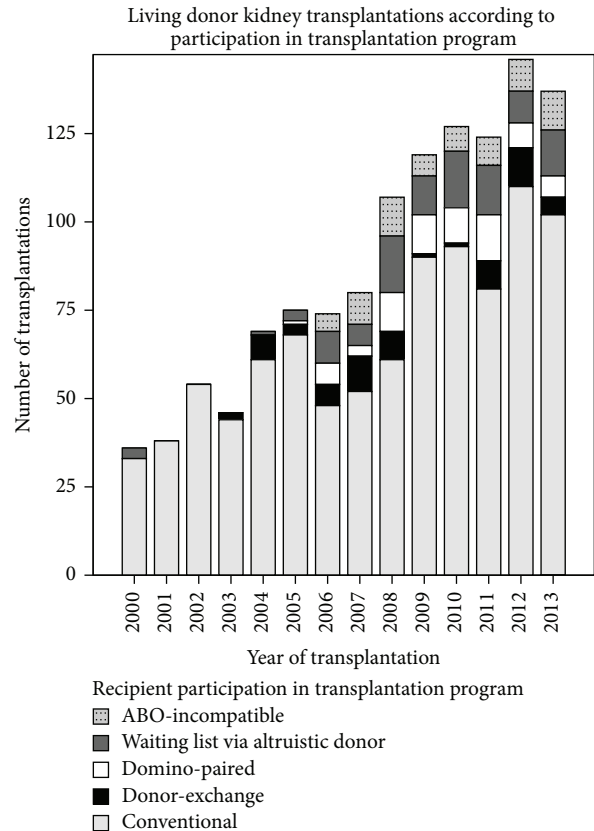 Living donor kidney transplantations according to
participation in transplantation program
Number of transplantations
125
100
75
50
25
0
2000 2001 2002 2003 2004 2005 2006 2007 2008 2009 2010 2011 2012 2013
Year of transplantation
Recipient participation in transplantation program
ABO-incompatible
Waiting list via altruistic donor
Domino-paired
Donor-exchange
Conventional